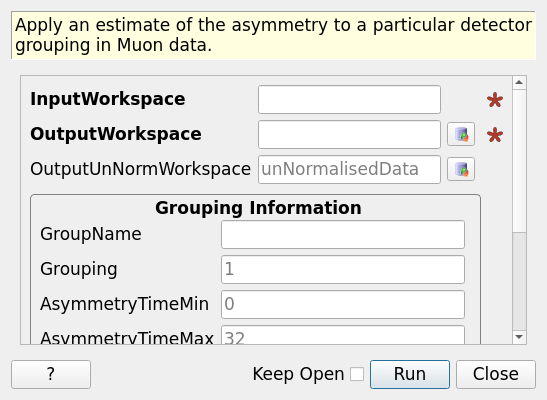 Apply an estimate of the asymmetry to a particular detector
grouping in Muon data.
InputWorkspace
OutputWorkspace
OutputUnNormWorkspace unNormalisedData
Grouping Information
GroupName
Grouping 1
AsymmetryTimeMin 0
AsymmetryTimeMax 32
? Keep Open Run Close